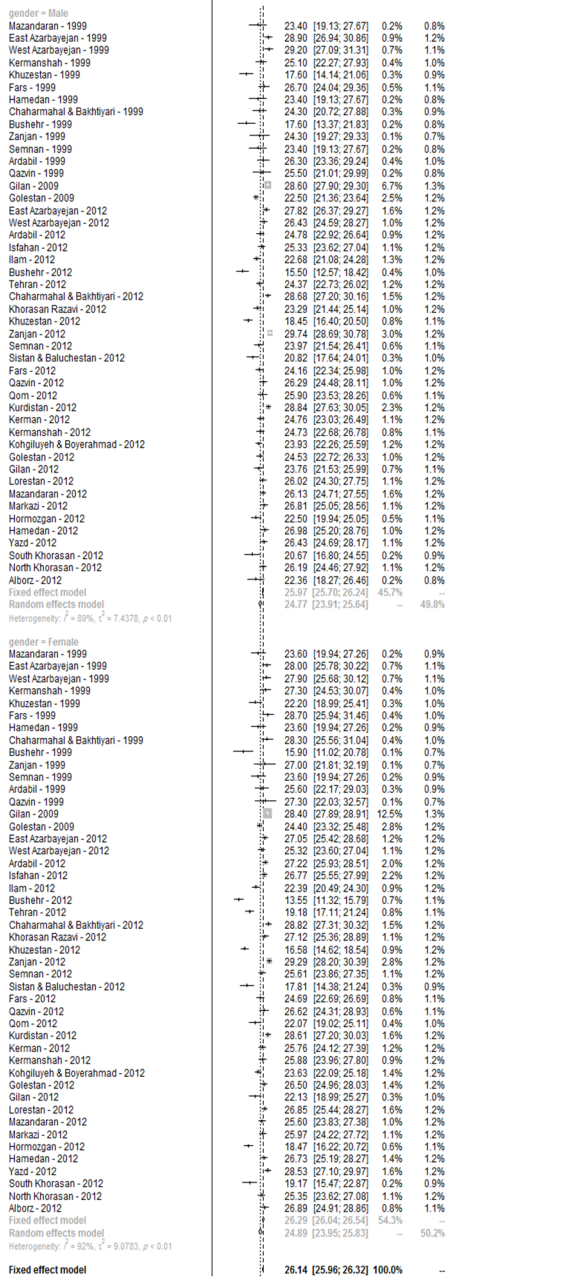 gender = Male
Mazandaran - 1999 23.40 [19.13; 27.67] 0.2% 0.8%
East Azarbayejan - 1999 28.90 [26.94; 30.86] 0.9% 1.2%
West Azarbayejan - 1999 29.20 [27.09; 31.31] 0.7% 1.1%
Kermanshah - 1999 25.10 [22.27; 27.93] 0.4% 1.0%
Khuzestan - 1999 17.60 [14.14; 21.06] 0.3% 0.9%
Fars - 1999 26.70 [24.04; 29.36] 0.5% 1.1%
Hamedan - 1999 23.40 [19.13; 27.67] 0.2% 0.8%
Chaharmahal & Bakhtiyari - 1999 24.30 [20.72; 27.88] 0.3% 0.9%
Bushehr - 1999 17.60 [13.37; 21.83] 0.2% 0.8%
Zanjan - 1999 24.30 [19.27; 29.33] 0.1% 0.7%
Semnan - 1999 23.40 [19.13; 27.67] 0.2% 0.8%
Ardabil - 1999 26.30 [23.36; 29.24] 0.4% 1.0%
Qazvin - 1999 25.50 [21.01; 29.99] 0.2% 0.8%
Gilan - 2009 28.60 [27.90; 29.30] 6.7% 1.3%
Golestan - 2009 22.50 [21.36; 23.64] 2.5% 1.2%
East Azarbayejan - 2012 27.82 [26.37; 29.27] 1.6% 1.2%
West Azarbayejan - 2012 26.43 [24.59; 28.27] 1.0% 1.2%
Ardabil - 2012 24.78 [22.92; 26.64] 0.9% 1.2%
Isfahan - 2012 25.33 [23.62; 27.04] 1.1% 1.2%
Ilam - 2012 22.68 [21.08; 24.28] 1.3% 1.2%
Bushehr - 2012 15.50 [12.57; 18.42] 0.4% 1.0%
Tehran - 2012 24.37 [22.73; 26.02] 1.2% 1.2%
Chaharmahal & Bakhtiyari - 2012 28.68 [27.20; 30.16] 1.5% 1.2%
Khorasan Razavi - 2012 23.29 [21.44; 25.14] 1.0% 1.2%
Khuzestan - 2012 18.45 [16.40; 20.50] 0.8% 1.1%
Zanjan - 2012 29.74 [28.69; 30.78] 3.0% 1.2%
Semnan - 2012 23.97 [21.54; 26.41] 0.6% 1.1%
Sistan & Baluchestan - 2012 20.82 [17.64; 24.01] 0.3% 1.0%
Fars - 2012 24.16 [22.34; 25.98] 1.0% 1.2%
Qazvin - 2012 26.29 [24.48; 28.11] 1.0% 1.2%
Qom - 2012 25.90 [23.53; 28.26] 0.6% 1.1%
Kurdistan - 2012 28.84 [27.63; 30.05] 2.3% 1.2%
Kerman - 2012 24.76 [23.03; 26.49] 1.1% 1.2%
Kermanshah - 2012 24.73 [22.68; 26.78] 0.8% 1.1%
Kohgiluyeh & Boyerahmad - 2012 23.93 [22.26; 25.59] 1.2% 1.2%
Golestan - 2012 24.53 [22.72; 26.33] 1.0% 1.2%
Gilan - 2012 23.76 [21.53; 25.99] 0.7% 1.1%
Lorestan - 2012 26.02 [24.30; 27.75] 1.1% 1.2%
Mazandaran - 2012 26.13 [24.71; 27.55] 1.6% 1.2%
Markazi - 2012 26.81 [25.05; 28.56] 1.1% 1.2%
Hormozgan - 2012 22.50 [19.94; 25.05] 0.5% 1.1%
Hamedan - 2012 26.98 [25.20; 28.76] 1.0% 1.2%
Yazd - 2012 26.43 [24.69; 28.17] 1.1% 1.2%
South Khorasan - 2012 20.67 [16.80; 24.55] 0.2% 0.9%
North Khorasan - 2012 26.19 [24.46; 27.92] 1.1% 1.2%
Alborz - 2012 22.36 [18.27; 26.46] 0.2% 0.8%
Fixed effect model 25.97 [25.70; 26.24] 45.7% --
Random effects model 24.77 [23.91; 25.64] -- 49.8%
Heterogeneity: I² = 89%, τ² = 7.4378, p < 0.01
gender = Female
Mazandaran - 1999 23.60 [19.94; 27.26] 0.2% 0.9%
East Azarbayejan - 1999 28.00 [25.78; 30.22] 0.7% 1.1%
West Azarbayejan - 1999 27.90 [25.68; 30.12] 0.7% 1.1%
Kermanshah - 1999 27.30 [24.53; 30.07] 0.4% 1.0%
Khuzestan - 1999 22.20 [18.99; 25.41] 0.3% 1.0%
Fars - 1999 28.70 [25.94; 31.46] 0.4% 1.0%
Hamedan - 1999 23.60 [19.94; 27.26] 0.2% 0.9%
Chaharmahal & Bakhtiyari - 1999 28.30 [25.56; 31.04] 0.4% 1.0%
Bushehr - 1999 15.90 [11.02; 20.78] 0.1% 0.7%
Zanjan - 1999 27.00 [21.81; 32.19] 0.1% 0.7%
Semnan - 1999 23.60 [19.94; 27.26] 0.2% 0.9%
Ardabil - 1999 25.60 [22.17; 29.03] 0.2% 0.9%
Qazvin - 1999 27.30 [22.03; 32.57] 0.1% 0.7%
Gilan - 2009 28.40 [27.89; 28.91] 12.5% 1.3%
Golestan - 2009 24.40 [23.32; 25.48] 2.8% 1.2%
East Azarbayejan - 2012 27.05 [25.42; 28.68] 1.2% 1.2%
West Azarbayejan - 2012 25.32 [23.60; 27.04] 1.1% 1.2%
Ardabil - 2012 27.22 [25.93; 28.51] 2.0% 1.2%
Isfahan - 2012 26.77 [25.55; 27.99] 2.2% 1.2%
Ilam - 2012 22.39 [20.49; 24.30] 0.9% 1.2%
Bushehr - 2012 13.55 [11.32; 15.79] 0.7% 1.1%
Tehran - 2012 19.18 [17.11; 21.24] 0.8% 1.1%
Chaharmahal & Bakhtiyari - 2012 28.82 [27.31; 30.32] 1.5% 1.2%
Khorasan Razavi - 2012 27.12 [25.36; 28.89] 1.1% 1.2%
Khuzestan - 2012 16.58 [14.62; 18.54] 0.9% 1.2%
Zanjan - 2012 29.29 [28.20; 30.39] 2.8% 1.2%
Semnan - 2012 25.61 [23.86; 27.35] 1.1% 1.2%
Sistan & Baluchestan - 2012 17.81 [14.38; 21.24] 0.3% 0.9%
Fars - 2012 24.69 [22.69; 26.69] 0.8% 1.1%
Qazvin - 2012 26.62 [24.31; 28.93] 0.6% 1.1%
Qom - 2012 22.07 [19.02; 25.11] 0.4% 1.0%
Kurdistan - 2012 28.61 [27.20; 30.03] 1.7% 1.2%
Kerman - 2012 25.76 [24.12; 27.39] 1.2% 1.2%
Kermanshah - 2012 25.88 [23.96; 27.80] 0.9% 1.2%
Kohgiluyeh & Boyerahmad - 2012 23.63 [22.09; 25.18] 1.4% 1.2%
Golestan - 2012 26.50 [24.96; 28.03] 1.4% 1.2%
Gilan - 2012 22.13 [18.99; 25.27] 0.3% 1.0%
Lorestan - 2012 26.85 [25.44; 28.27] 1.6% 1.2%
Mazandaran - 2012 25.60 [23.83; 27.38] 1.0% 1.2%
Markazi - 2012 25.97 [24.22; 27.72] 1.1% 1.2%
Hormozgan - 2012 18.47 [16.22; 20.72] 0.6% 1.1%
Hamedan - 2012 26.73 [25.19; 28.27] 1.4% 1.2%
Yazd - 2012 28.53 [27.10; 29.97] 1.6% 1.2%
South Khorasan - 2012 19.17 [15.47; 22.87] 0.2% 0.9%
North Khorasan - 2012 25.35 [23.62; 27.08] 1.1% 1.2%
Alborz - 2012 26.89 [24.91; 28.86] 0.8% 1.1%
Fixed effect model 26.29 [26.04; 26.54] 54.3% --
Random effects model 24.89 [23.95; 25.83] -- 50.2%
Heterogeneity: I² = 92%, τ² = 9.0783, p < 0.01
Fixed effect model 26.14 [25.96; 26.32] 100.0% --